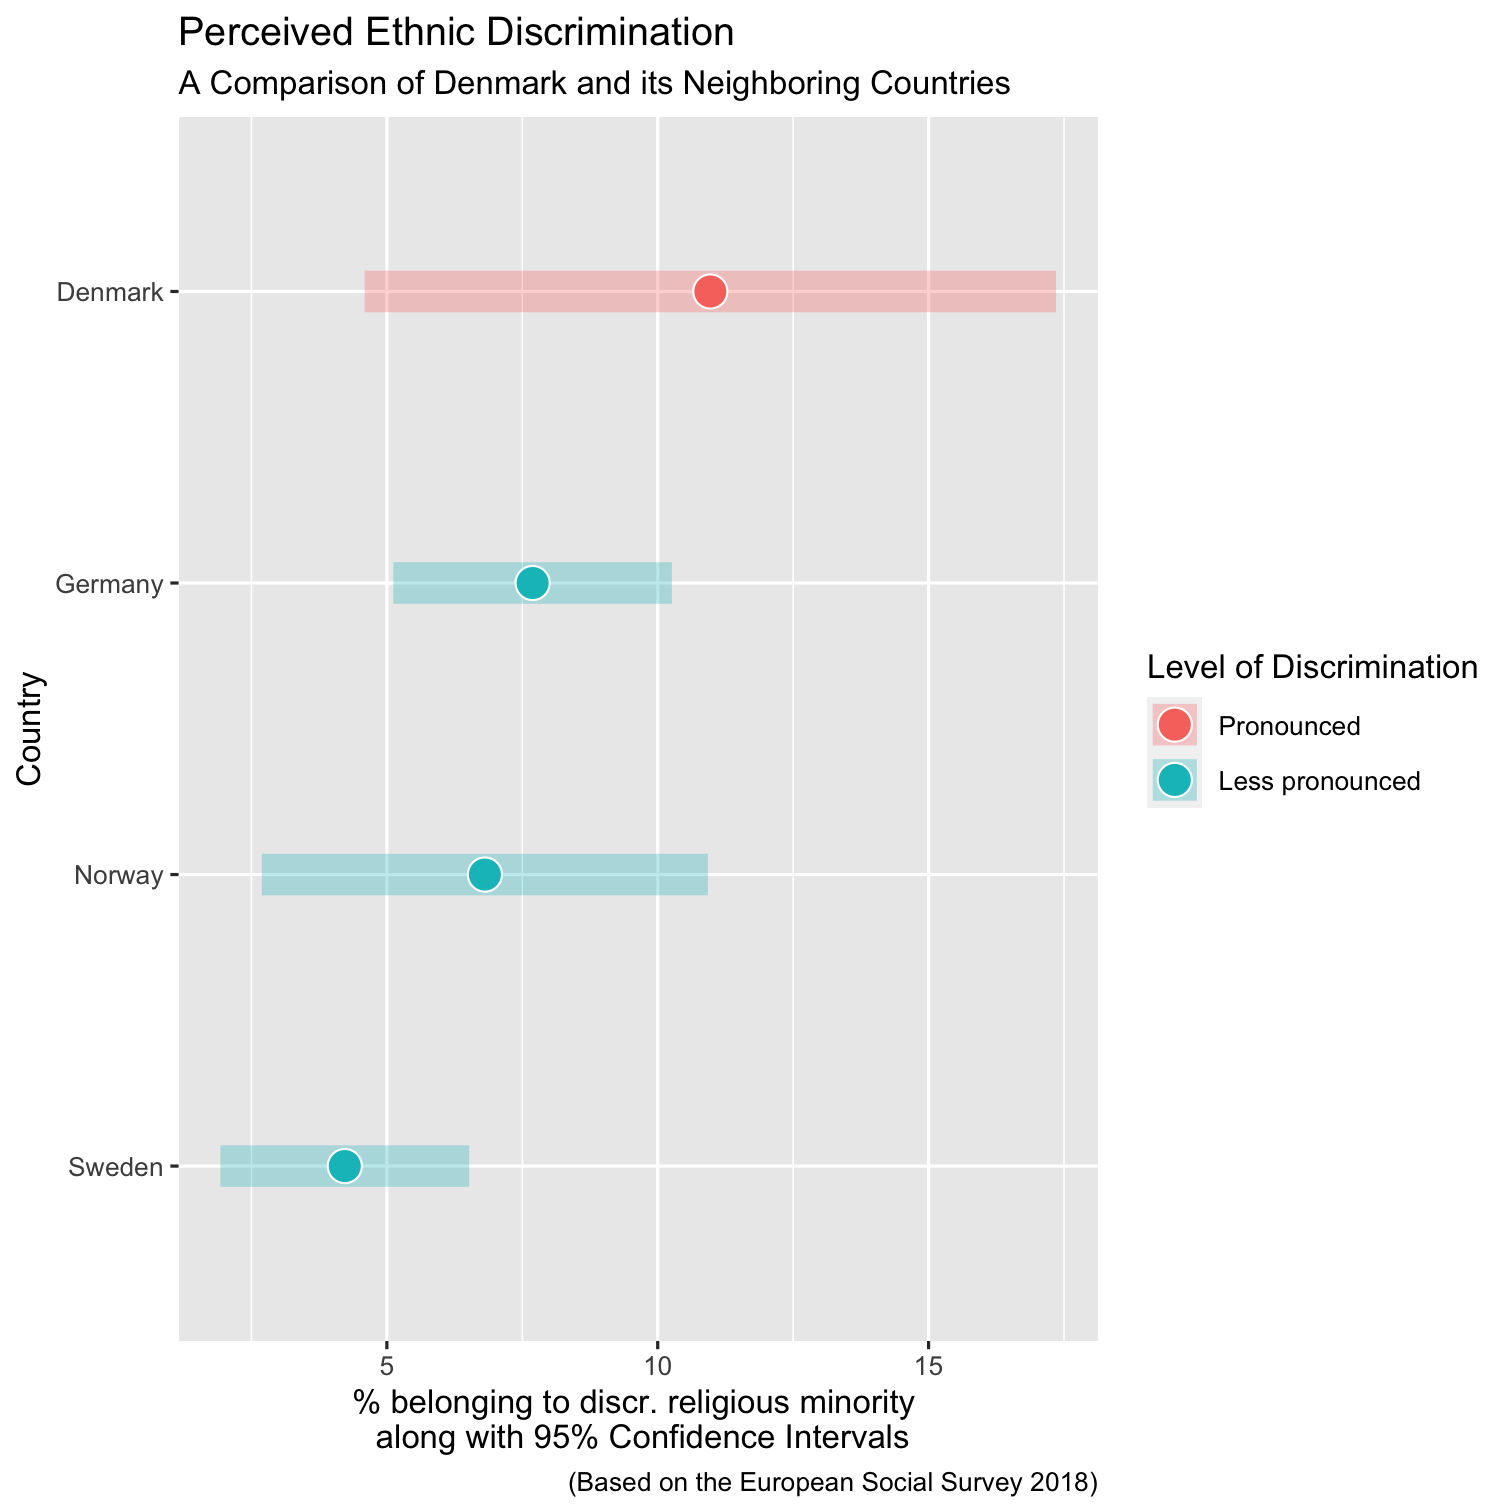 Perceived Ethnic Discrimination
A Comparison of Denmark and its Neighboring Countries
Denmark
Germany
Norway
Sweden
Country
5
10
15
% belonging to discr. religious minority
along with 95% Confidence Intervals
(Based on the European Social Survey 2018)
Level of Discrimination
Pronounced
Less pronounced